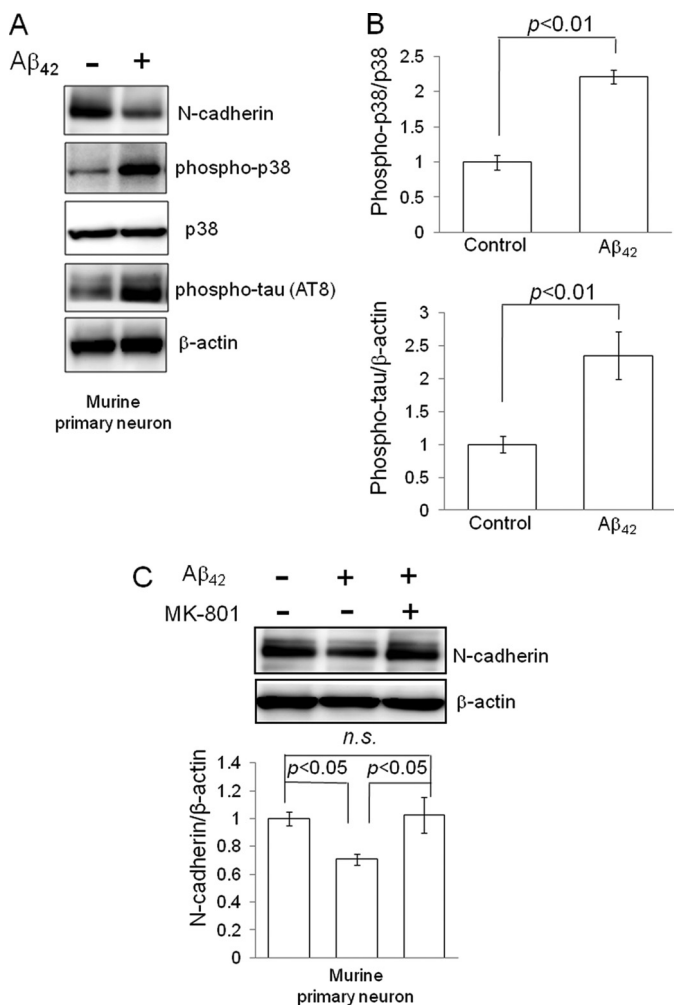 A
Aβ42 - +
N-cadherin
phospho-p38
p38
phospho-tau (AT8)
β-actin
Murine
primary neuron
B
p<0.01
Phospho-p38/p38
2.5
2
1.5
1
0.5
0
Control Aβ42
p<0.01
Phospho-tau/β-actin
3
2.5
2
1.5
1
0.5
0
Control Aβ42
C
Aβ42 - + +
MK-801 - - +
N-cadherin
β-actin
n.s.
p<0.05 p<0.05
N-cadherin/β-actin
1.4
1.2
1
0.8
0.6
0.4
0.2
0
Murine
primary neuron